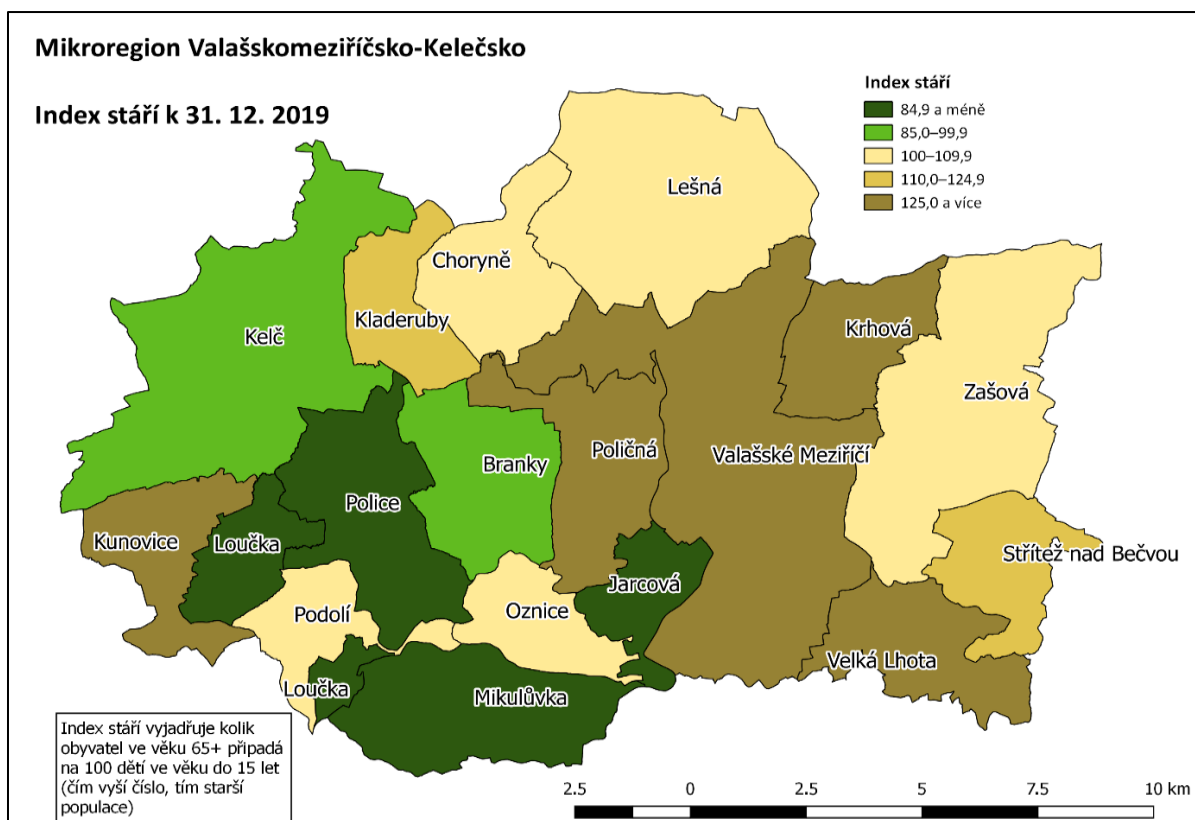 Mikroregion Valašskomeziříčsko-Kelečsko
Index stáří k 31. 12. 2019
Index stáří
84,9 a méně
85,0–99,9
100–109,9
110,0–124,9
125,0 a více
Lešná
Choryně
Kladeruby
Krhová
Kelč
Zašová
Poličná
Valašské Meziříčí
Branky
Police
Kunovice
Loučka
Střítež nad Bečvou
Jarcová
Podolí
Oznice
Velká Lhota
Loučka
Mikulůvka
Index stáří vyjadřuje kolik
obyvatel ve věku 65+ připadá
na 100 dětí ve věku do 15 let
(čím vyší číslo, tím starší
populace)
2.5 0 2.5 5 7.5 10 km